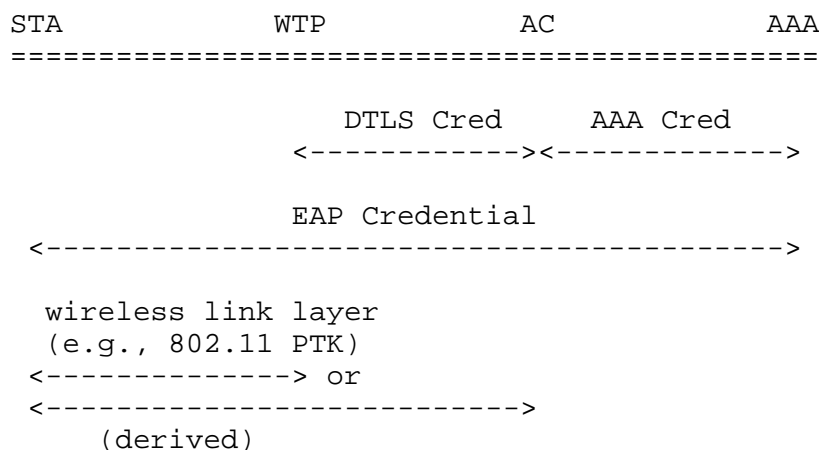 STA WTP AC AAA
==============================================
DTLS Cred AAA Cred
<------------><------------->
EAP Credential
<------------------------------------------>
wireless link layer
(e.g., 802.11 PTK)
<--------------> or
<--------------------------->
(derived)